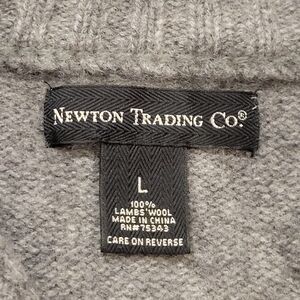 NEWTON TRADING CO.®
L
100%
LAMBS' WOOL
MADE IN CHINA
RN#75343
CARE ON REVERSE